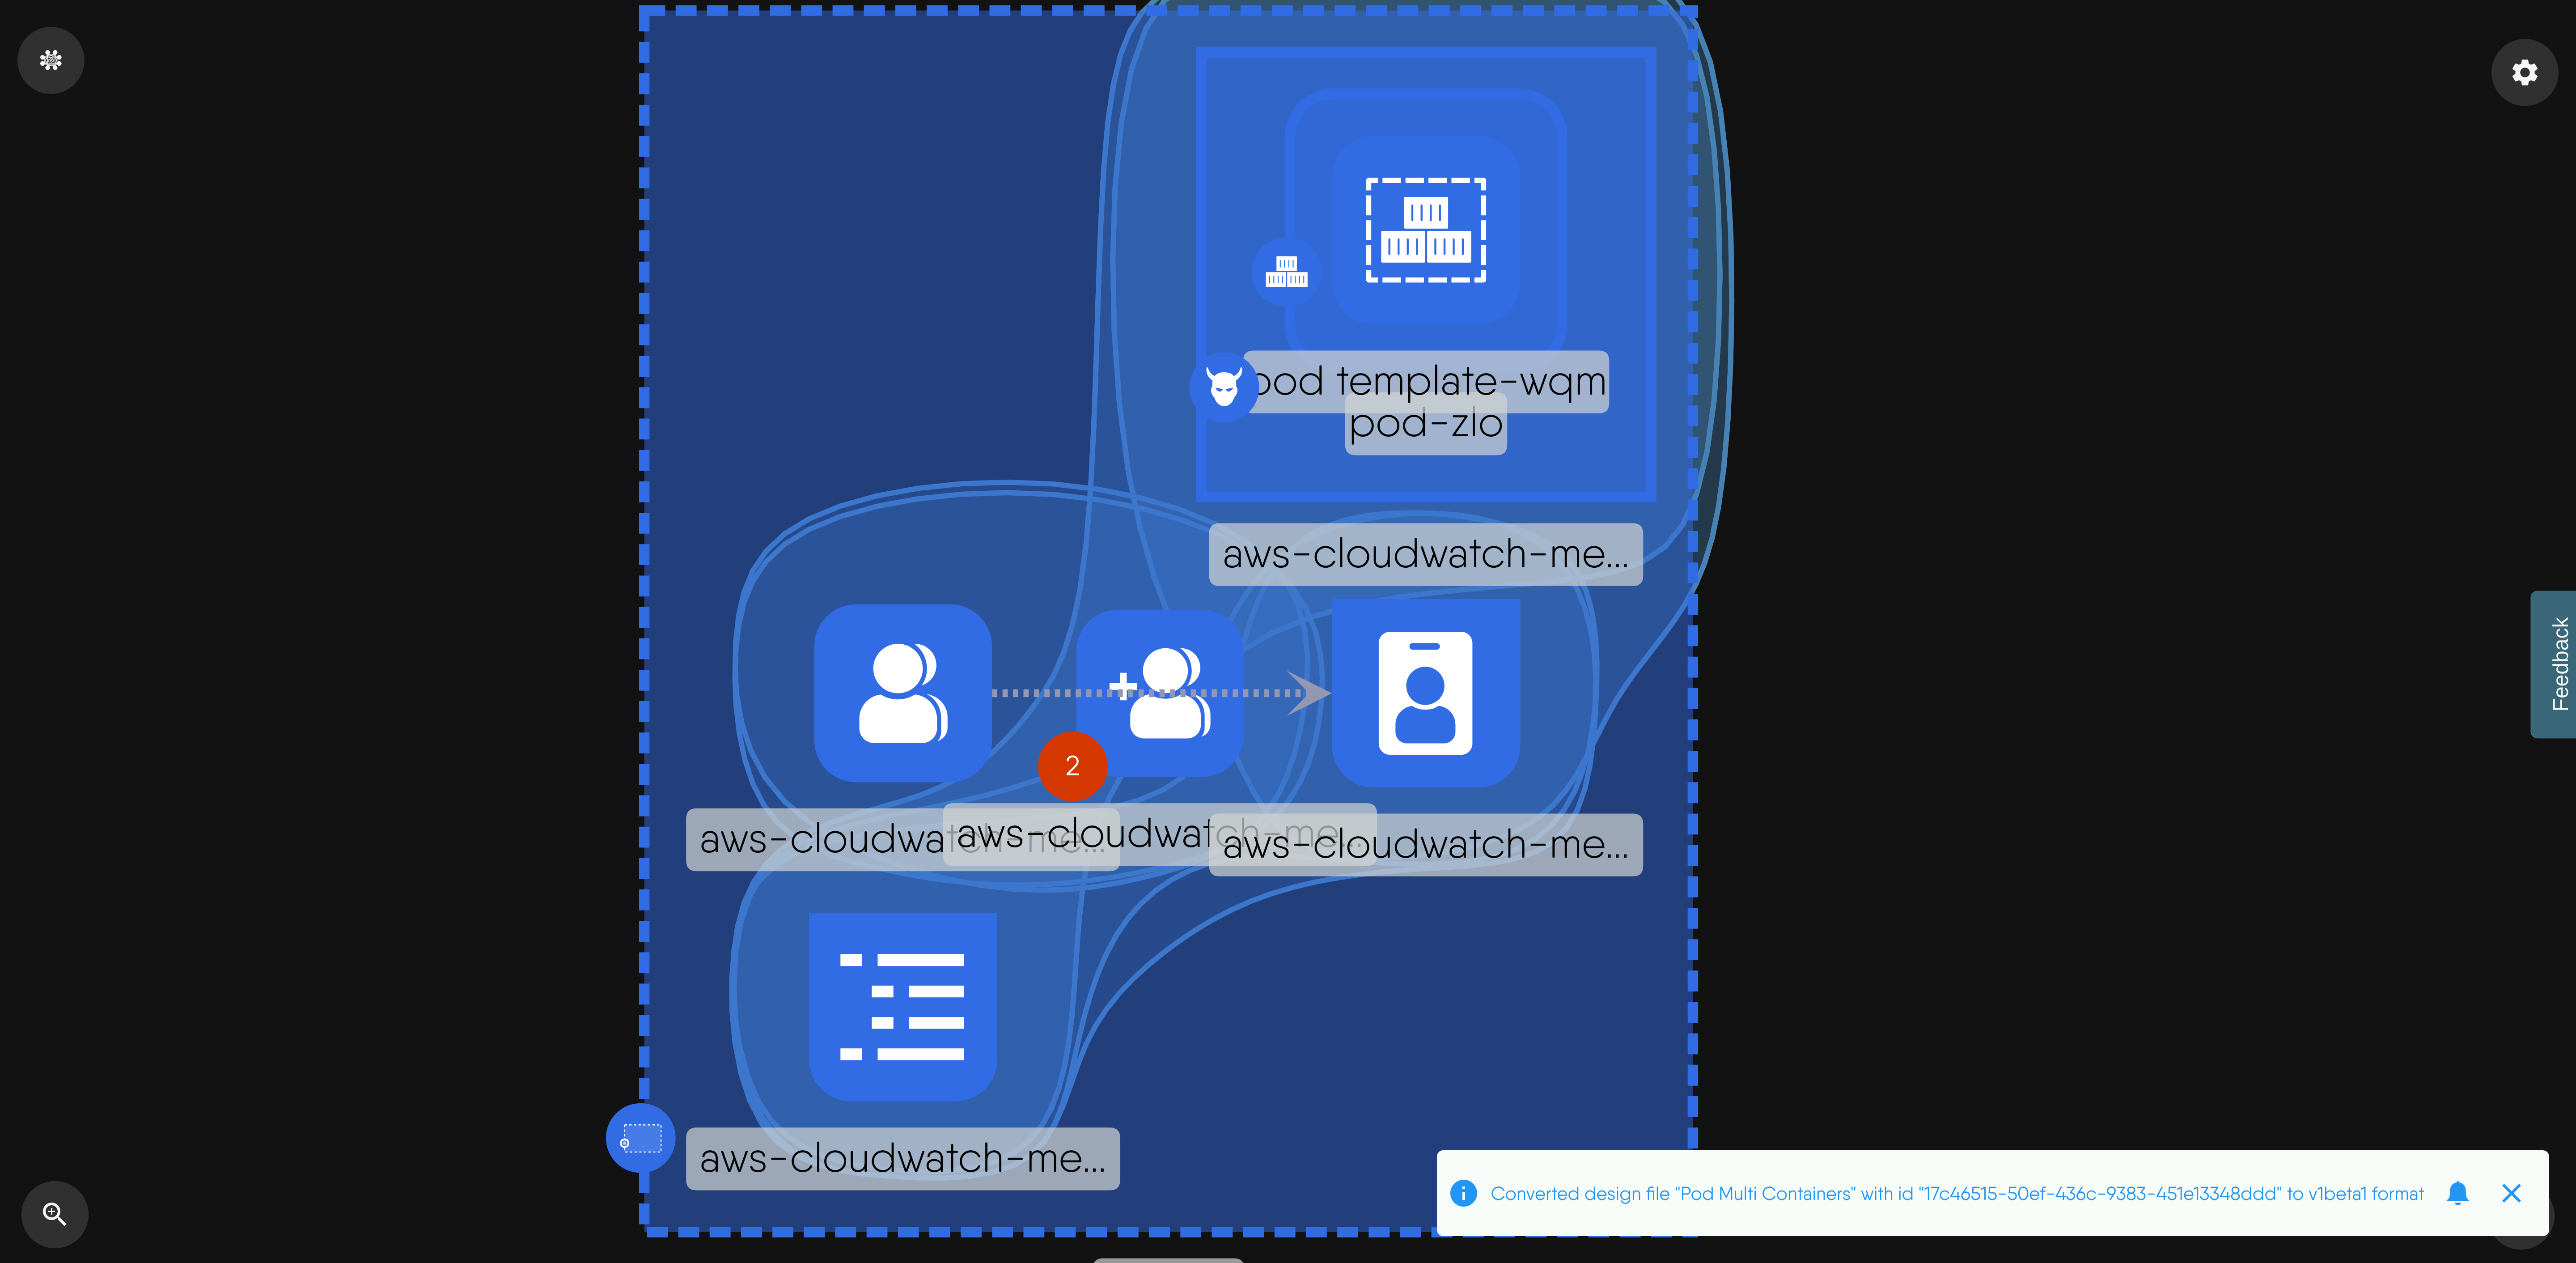 pod template-wqm
pod-zlo
aws-cloudwatch-me...
2
aws-cloudwatch-me...
aws-cloudwatch-me...
aws-cloudwatch-me...
aws-cloudwatch-me...
Feedback
Converted design file "Pod Multi Containers" with id "17c46515-50ef-436c-9383-451e13348ddd" to v1beta1 format